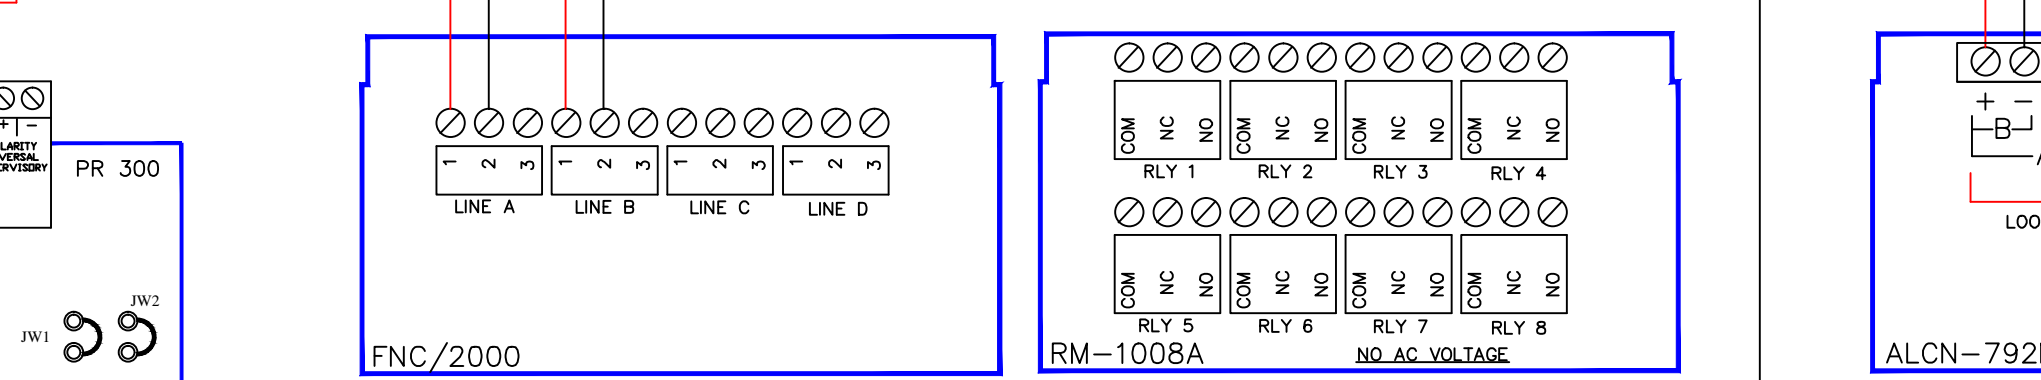 + -
LARITY
VERSAL
ERVISORY
PR 300
JW1
JW2
1 2 3 1 2 3 1 2 3 1 2 3
LINE A LINE B LINE C LINE D
FNC/2000
COM NC NO COM NC NO COM NC NO COM NC NO
RLY 1 RLY 2 RLY 3 RLY 4
COM NC NO COM NC NO COM NC NO COM NC NO
RLY 5 RLY 6 RLY 7 RLY 8
RM-1008A
NO AC VOLTAGE
+ -
B
LOO
ALCN-792